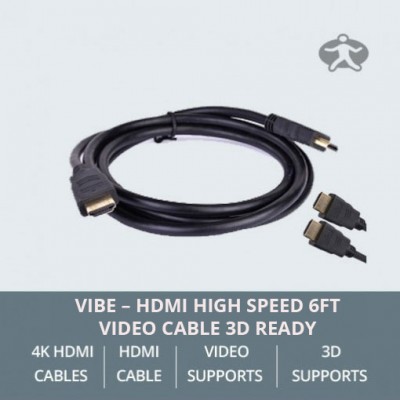 VIBE – HDMI HIGH SPEED 6FT
VIDEO CABLE 3D READY
4K HDMI CABLES
HDMI CABLE
VIDEO SUPPORTS
3D SUPPORTS